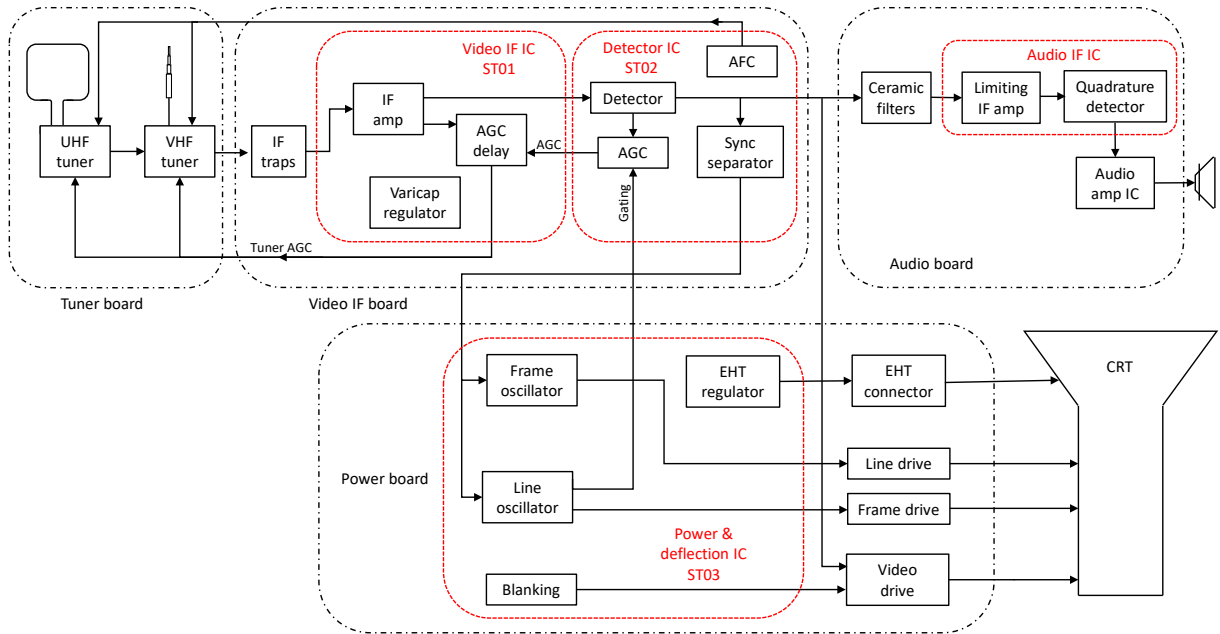 Video IF IC
ST01
Detector IC
ST02
AFC
Audio IF IC
IF
amp
Detector
Ceramic
filters
Limiting
IF amp
Quadrature
detector
UHF
tuner
VHF
tuner
IF
traps
AGC
delay
AGC
AGC
Sync
separator
Varicap
regulator
Gating
Audio
amp IC
Tuner AGC
Audio board
Tuner board
Video IF board
Frame
oscillator
EHT
regulator
EHT
connector
CRT
Power board
Line
oscillator
Line drive
Frame drive
Power &
deflection IC
ST03
Blanking
Video
drive